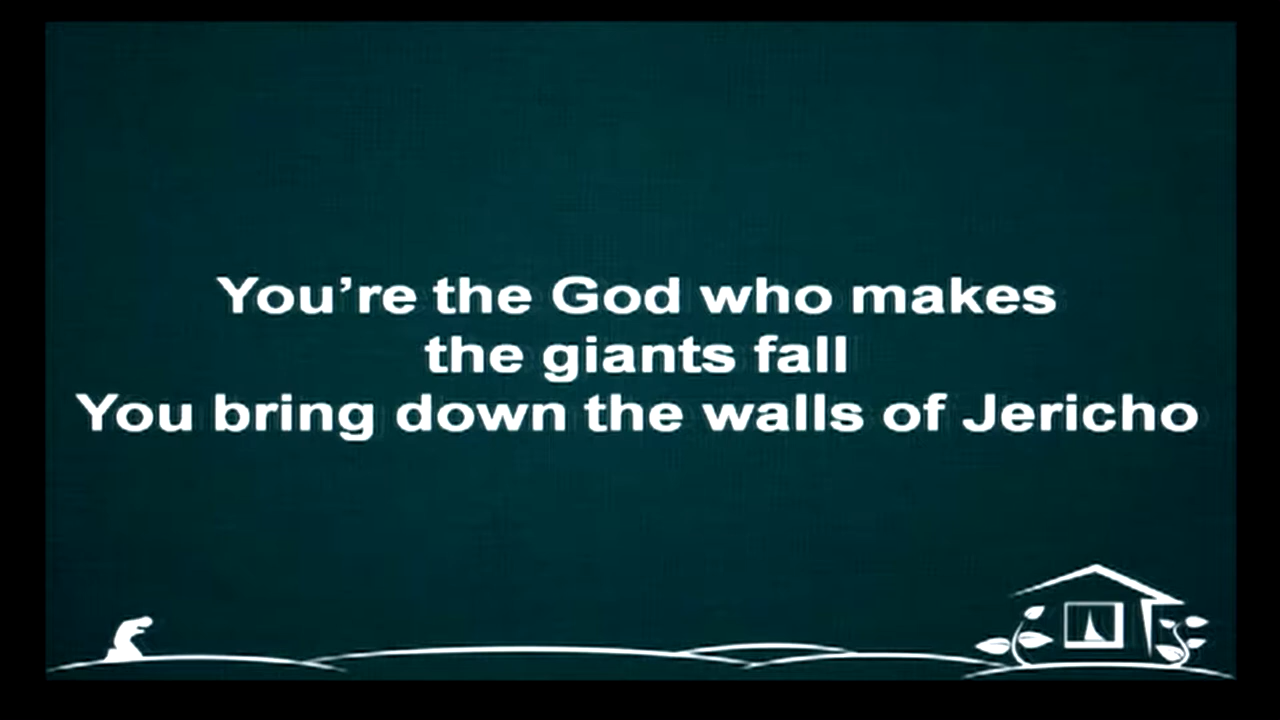 You’re the God who makes
the giants fall
You bring down the walls of Jericho